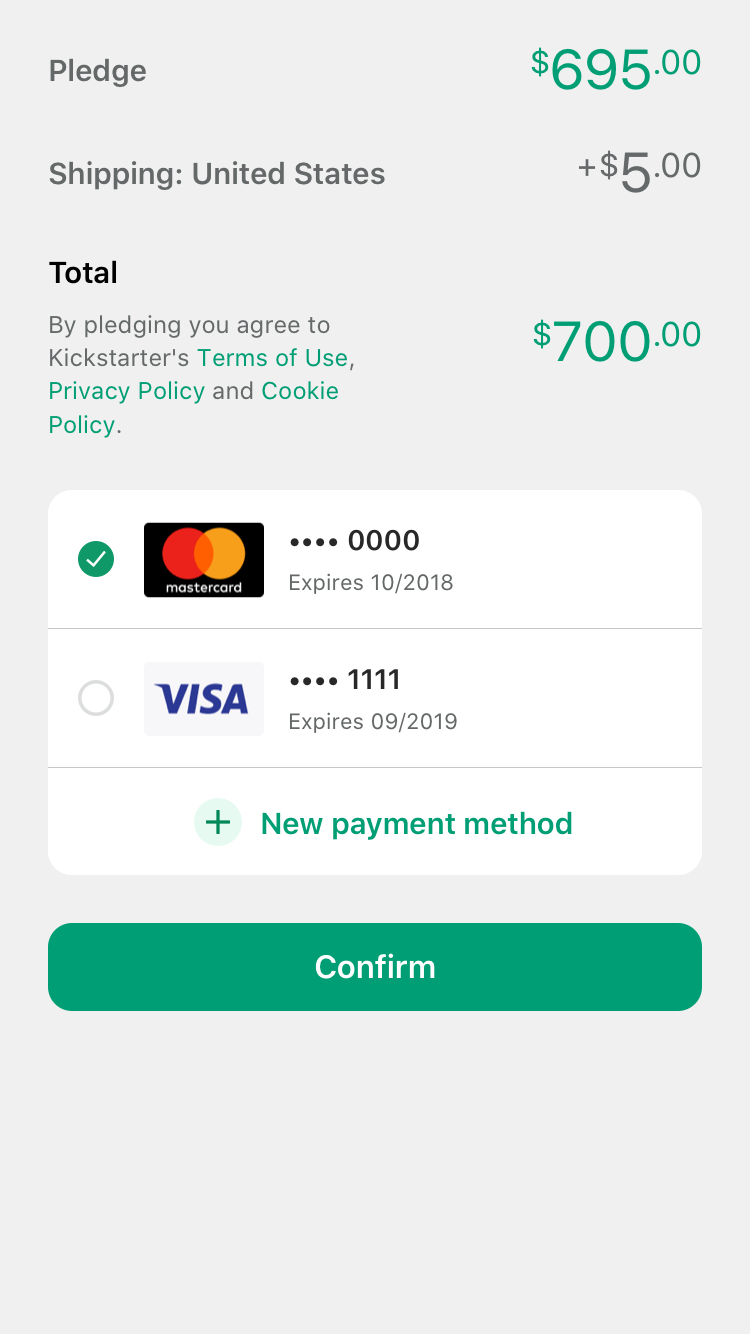 Pledge
$695.00
Shipping: United States
+$5.00
Total
By pledging you agree to
Kickstarter's Terms of Use,
Privacy Policy and Cookie
Policy.
$700.00
mastercard
•••• 0000
Expires 10/2018
VISA
•••• 1111
Expires 09/2019
+ New payment method
Confirm